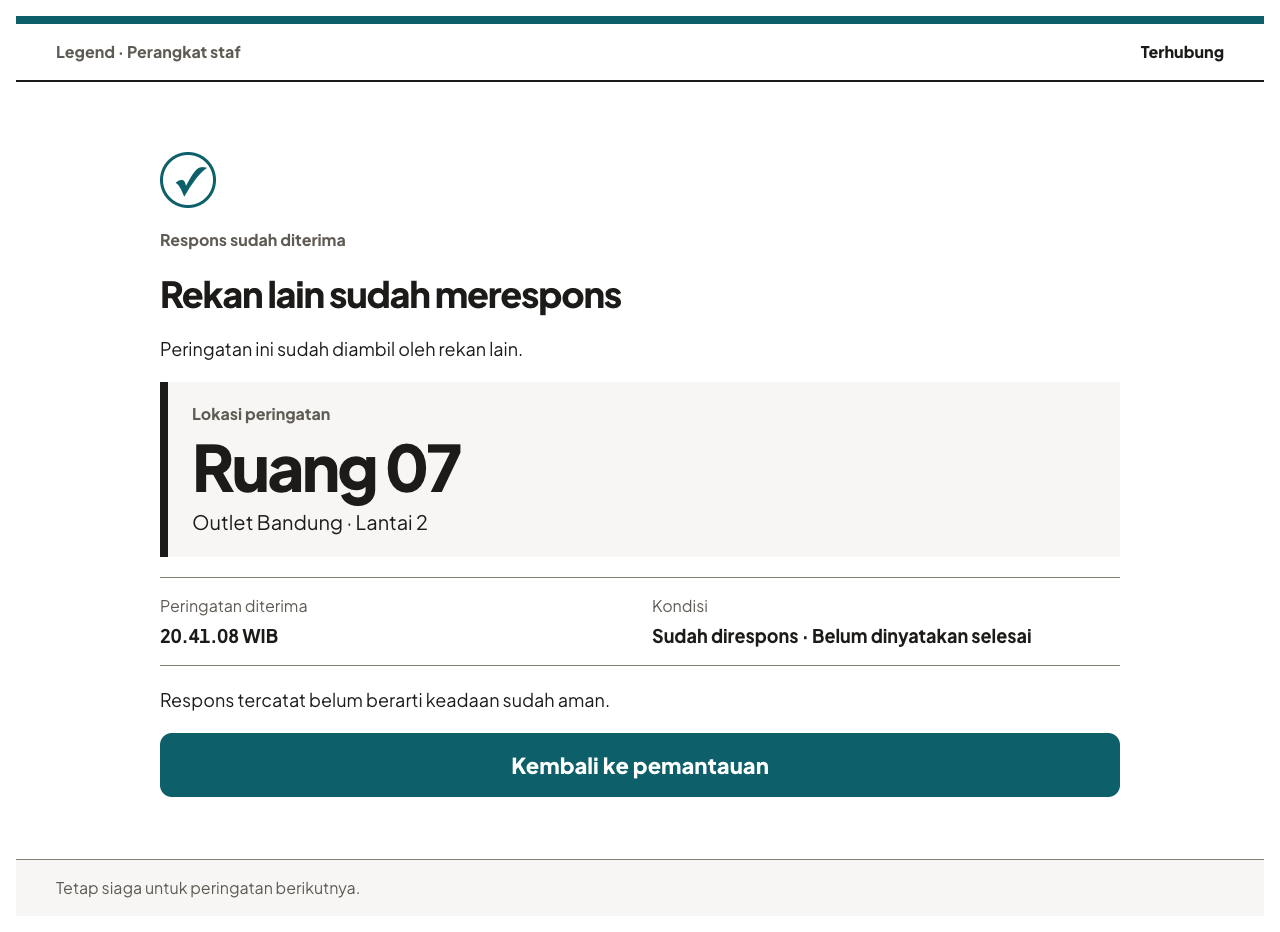 Legend · Perangkat staf
Terhubung
Respons sudah diterima
Rekan lain sudah merespons
Peringatan ini sudah diambil oleh rekan lain.
Lokasi peringatan
Ruang 07
Outlet Bandung · Lantai 2
Peringatan diterima
20.41.08 WIB
Kondisi
Sudah direspons · Belum dinyatakan selesai
Respons tercatat belum berarti keadaan sudah aman.
Kembali ke pemantauan
Tetap siaga untuk peringatan berikutnya.